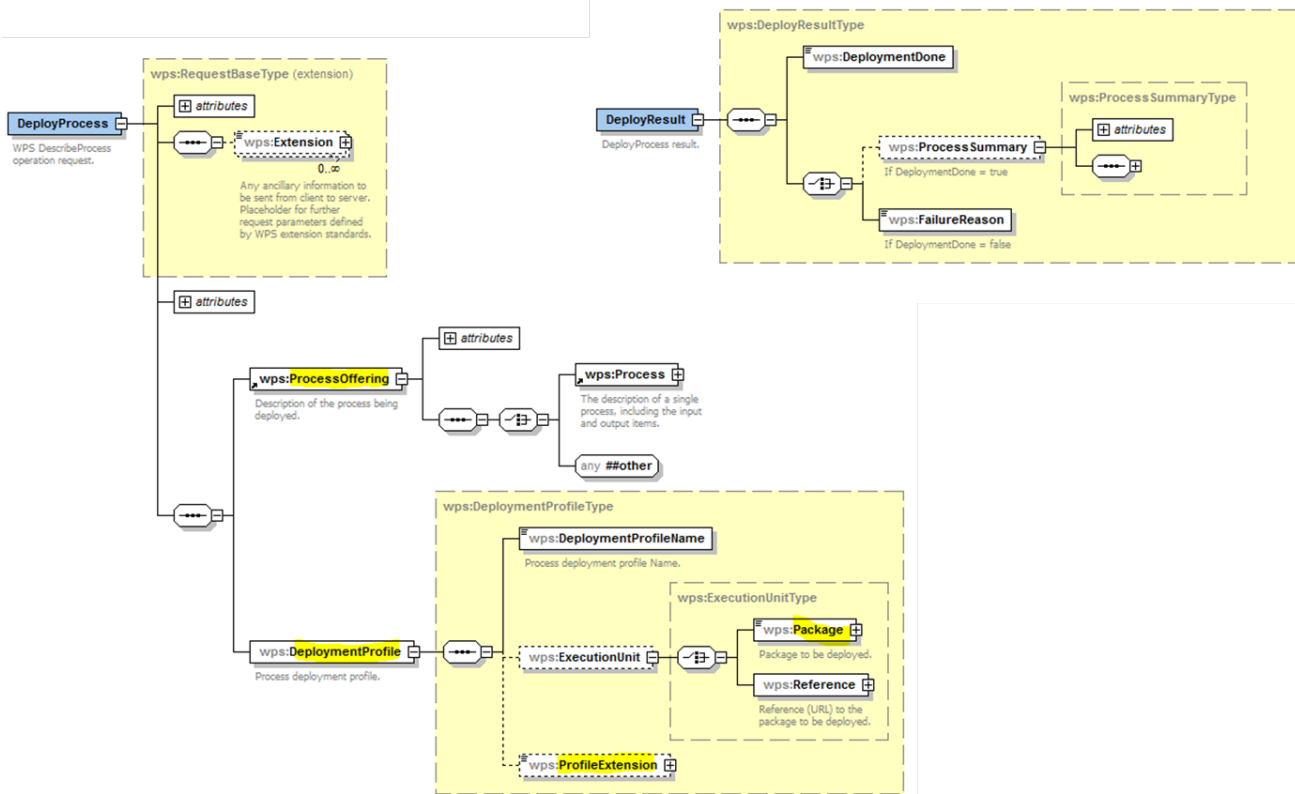 wps:RequestBaseType (extension)
attributes
DeployProcess
WPS DescribeProcess
operation request.
wps:Extension
0..∞
Any ancillary information to
be sent from client to server.
Placeholder for further
request parameters defined
by WPS extension standards.
attributes
wps:ProcessOffering
Description of the process being
deployed.
attributes
wps:Process
The description of a single
process, including the input
and output items.
any ##other
wps:DeploymentProfile
Process deployment profile.
wps:DeploymentProfileType
wps:DeploymentProfileName
Process deployment profile Name.
wps:ExecutionUnit
wps:ExecutionUnitType
wps:Package
Package to be deployed.
wps:Reference
Reference (URL) to the
package to be deployed.
wps:ProfileExtension
wps:DeployResultType
DeployResult
DeployProcess result.
wps:DeploymentDone
wps:ProcessSummary
If DeploymentDone = true
wps:ProcessSummaryType
attributes
wps:FailureReason
If DeploymentDone = false